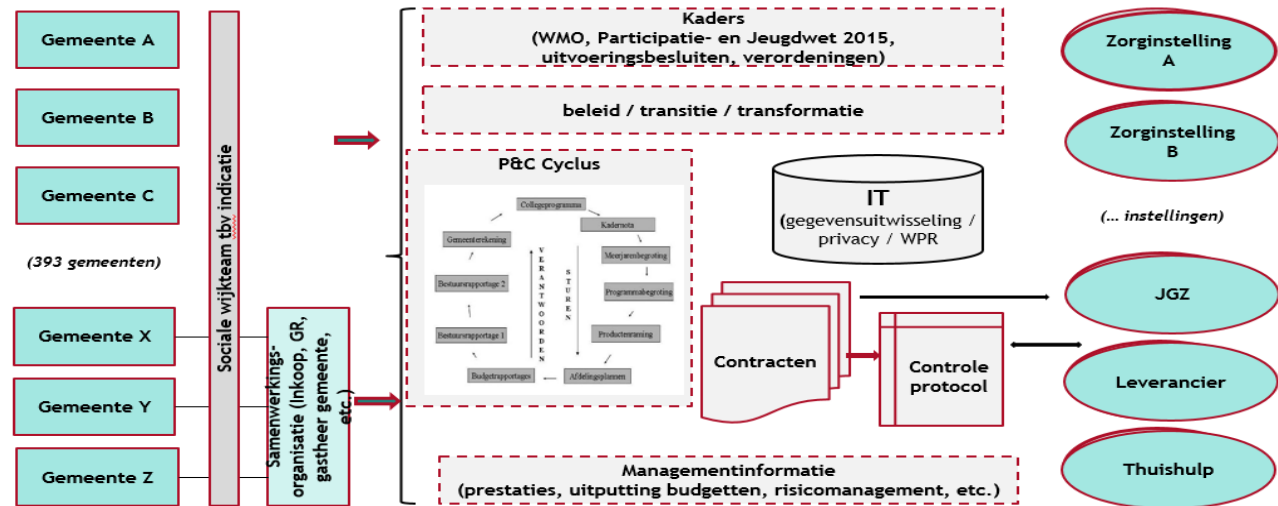 Gemeente A
Gemeente B
Gemeente C
(393 gemeenten)
Gemeente X
Gemeente Y
Gemeente Z
Sociale wijkteam tbv indicatie
Samenwerkings-
organisatie (Inkoop, GR,
gastheer gemeente,
etc.)
Kaders
(WMO, Participatie- en Jeugdwet 2015,
uitvoeringsbesluiten, verordeningen)
beleid / transitie / transformatie
P&C Cyclus
Collegeprogramma
Kadernota
Meerjarenbegroting
Programmabegroting
Productenraming
Afdelingsplannen
Budgetrapportages
Bestuursrapportage 1
Bestuursrapportage 2
Gemeenterekening
VERANTWOORDEN
STUREN
IT
(gegevensuitwisseling /
privacy / WPR)
Contracten
Controle
protocol
Managementinformatie
(prestaties, uitputting budgetten, risicomanagement, etc.)
Zorginstelling
A
Zorginstelling
B
(... instellingen)
JGZ
Leverancier
Thuishulp